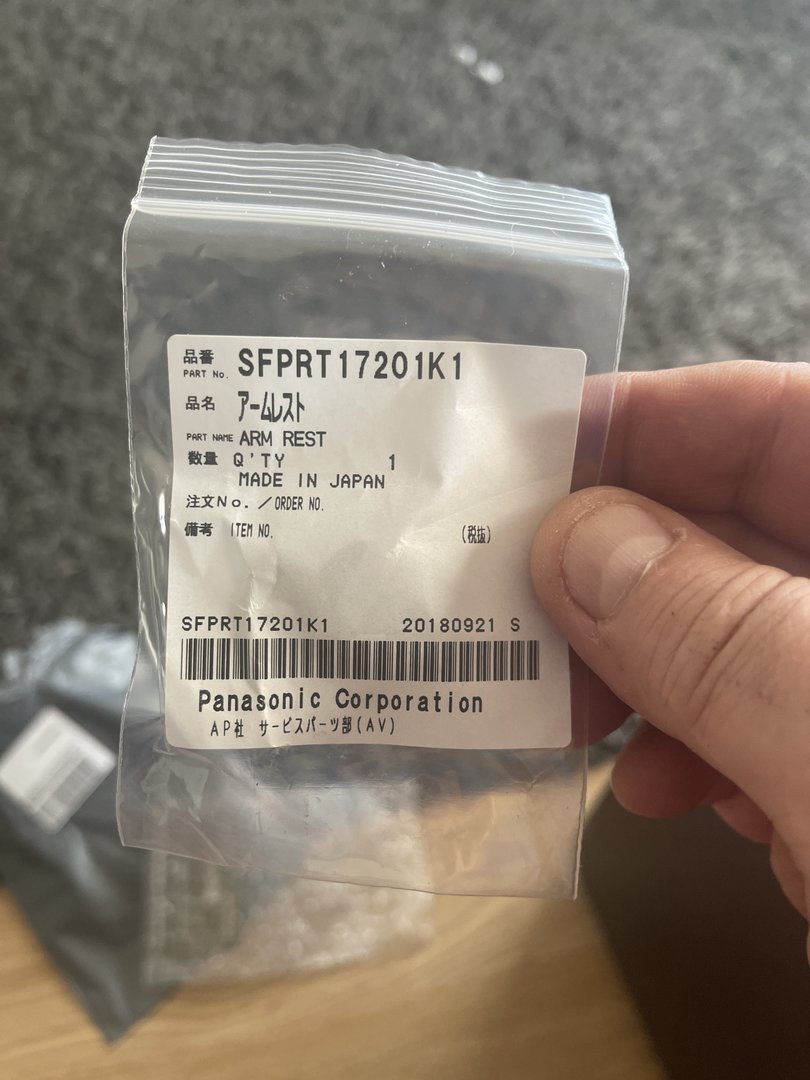 品番 SFPRT17201K1
PART No.
品名 アームレスト
PART NAME ARM REST
数量 Q'TY 1
MADE IN JAPAN
注文No.／ORDER NO.
備考 ITEM NO. (税抜)
SFPRT17201K1 20180921 S
Panasonic Corporation
AP社 サービスパーツ部(AV)